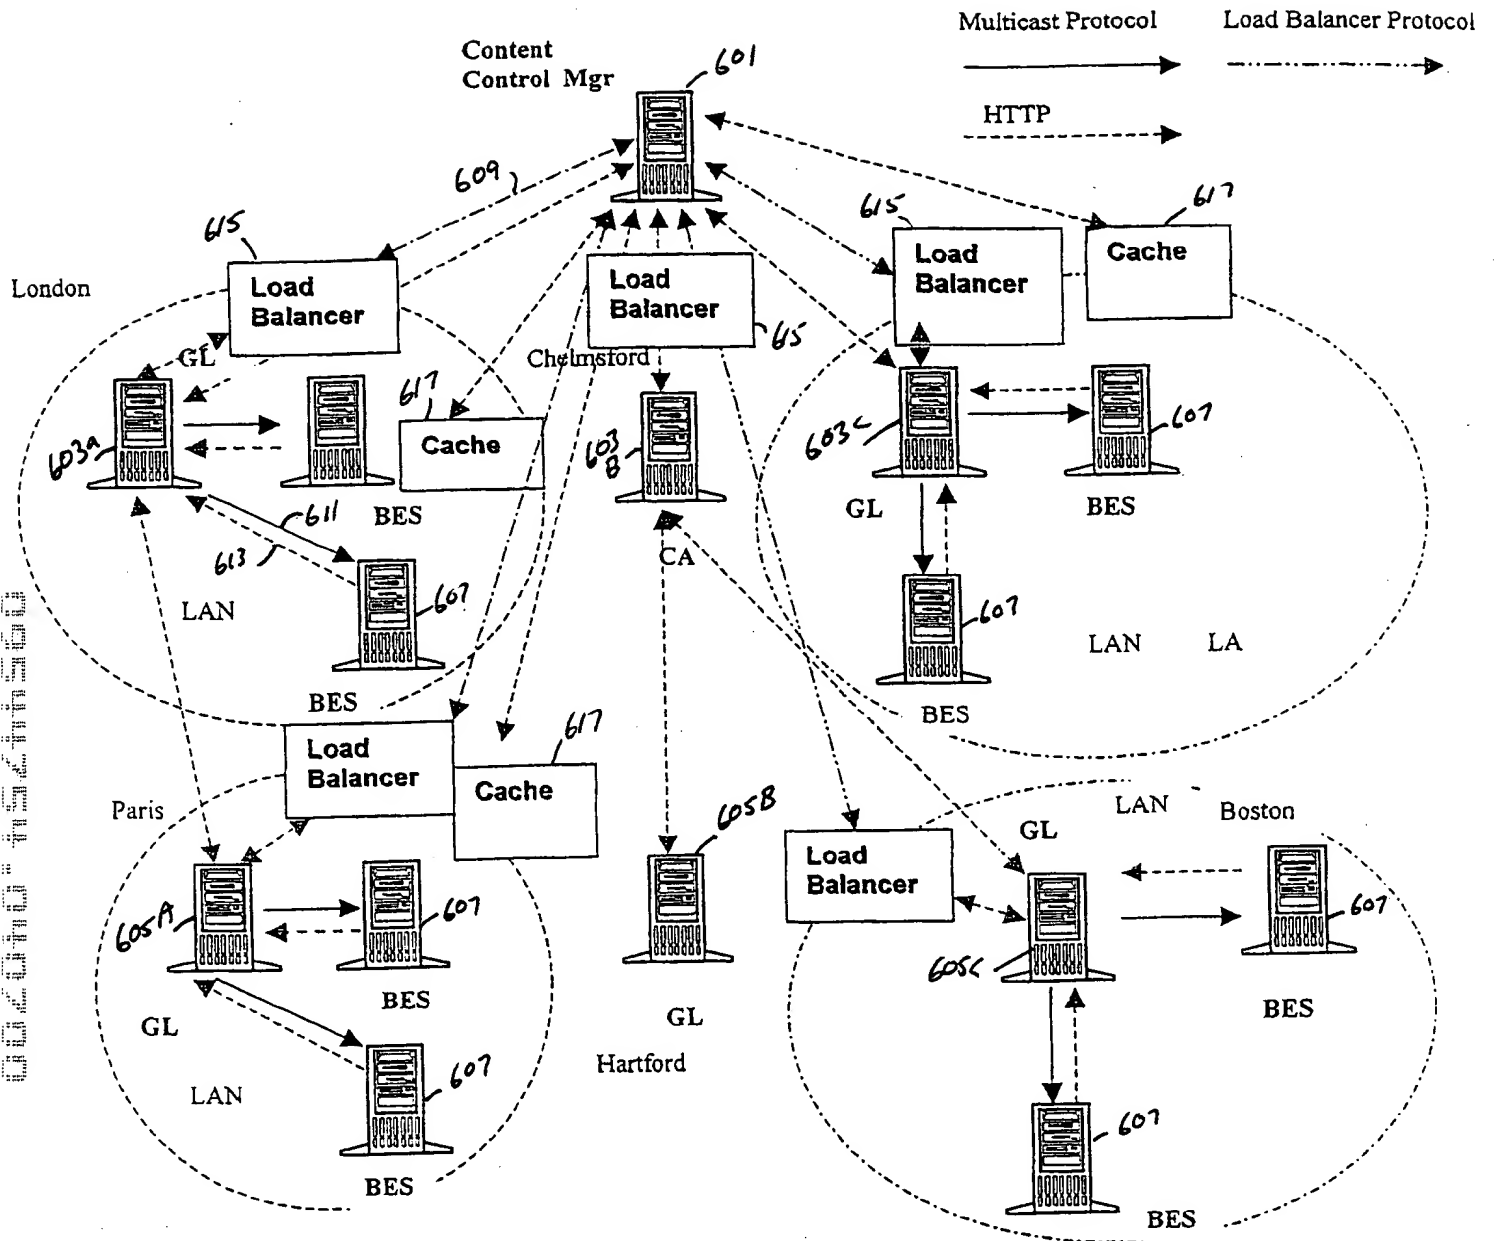 Multicast Protocol
Load Balancer Protocol
HTTP
Content
Control Mgr
601
609
615
Load
Balancer
London
GL
603a
617
Cache
BES
611
613
LAN
607
BES
Load
Balancer
615
Chelmsford
603
B
CA
615
Load
Balancer
617
Cache
603C
607
GL
BES
607
LAN
LA
BES
Load
Balancer
617
Cache
Paris
605A
607
BES
GL
LAN
607
BES
605B
GL
Hartford
Load
Balancer
GL
LAN
Boston
605C
607
BES
607
BES